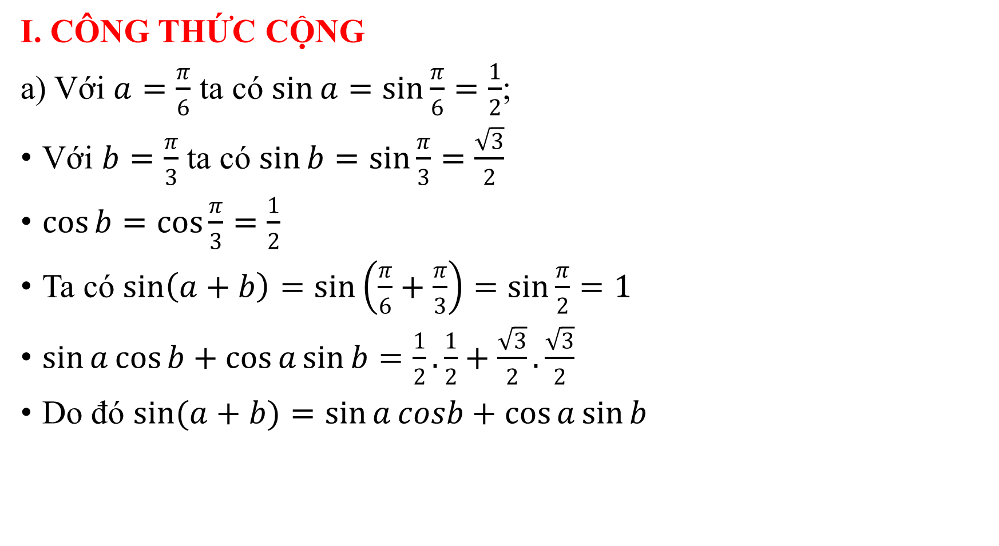 I. CÔNG THỨC CỘNG
a) Với $a = \frac{\pi}{6}$ ta có $\sin a = \sin \frac{\pi}{6} = \frac{1}{2}$;
• Với $b = \frac{\pi}{3}$ ta có $\sin b = \sin \frac{\pi}{3} = \frac{\sqrt{3}}{2}$
• $\cos b = \cos \frac{\pi}{3} = \frac{1}{2}$
• Ta có $\sin(a + b) = \sin \left(\frac{\pi}{6} + \frac{\pi}{3}\right) = \sin \frac{\pi}{2} = 1$
• $\sin a \cos b + \cos a \sin b = \frac{1}{2} . \frac{1}{2} + \frac{\sqrt{3}}{2} . \frac{\sqrt{3}}{2}$
• Do đó $\sin(a + b) = \sin a \, cosb + \cos a \sin b$